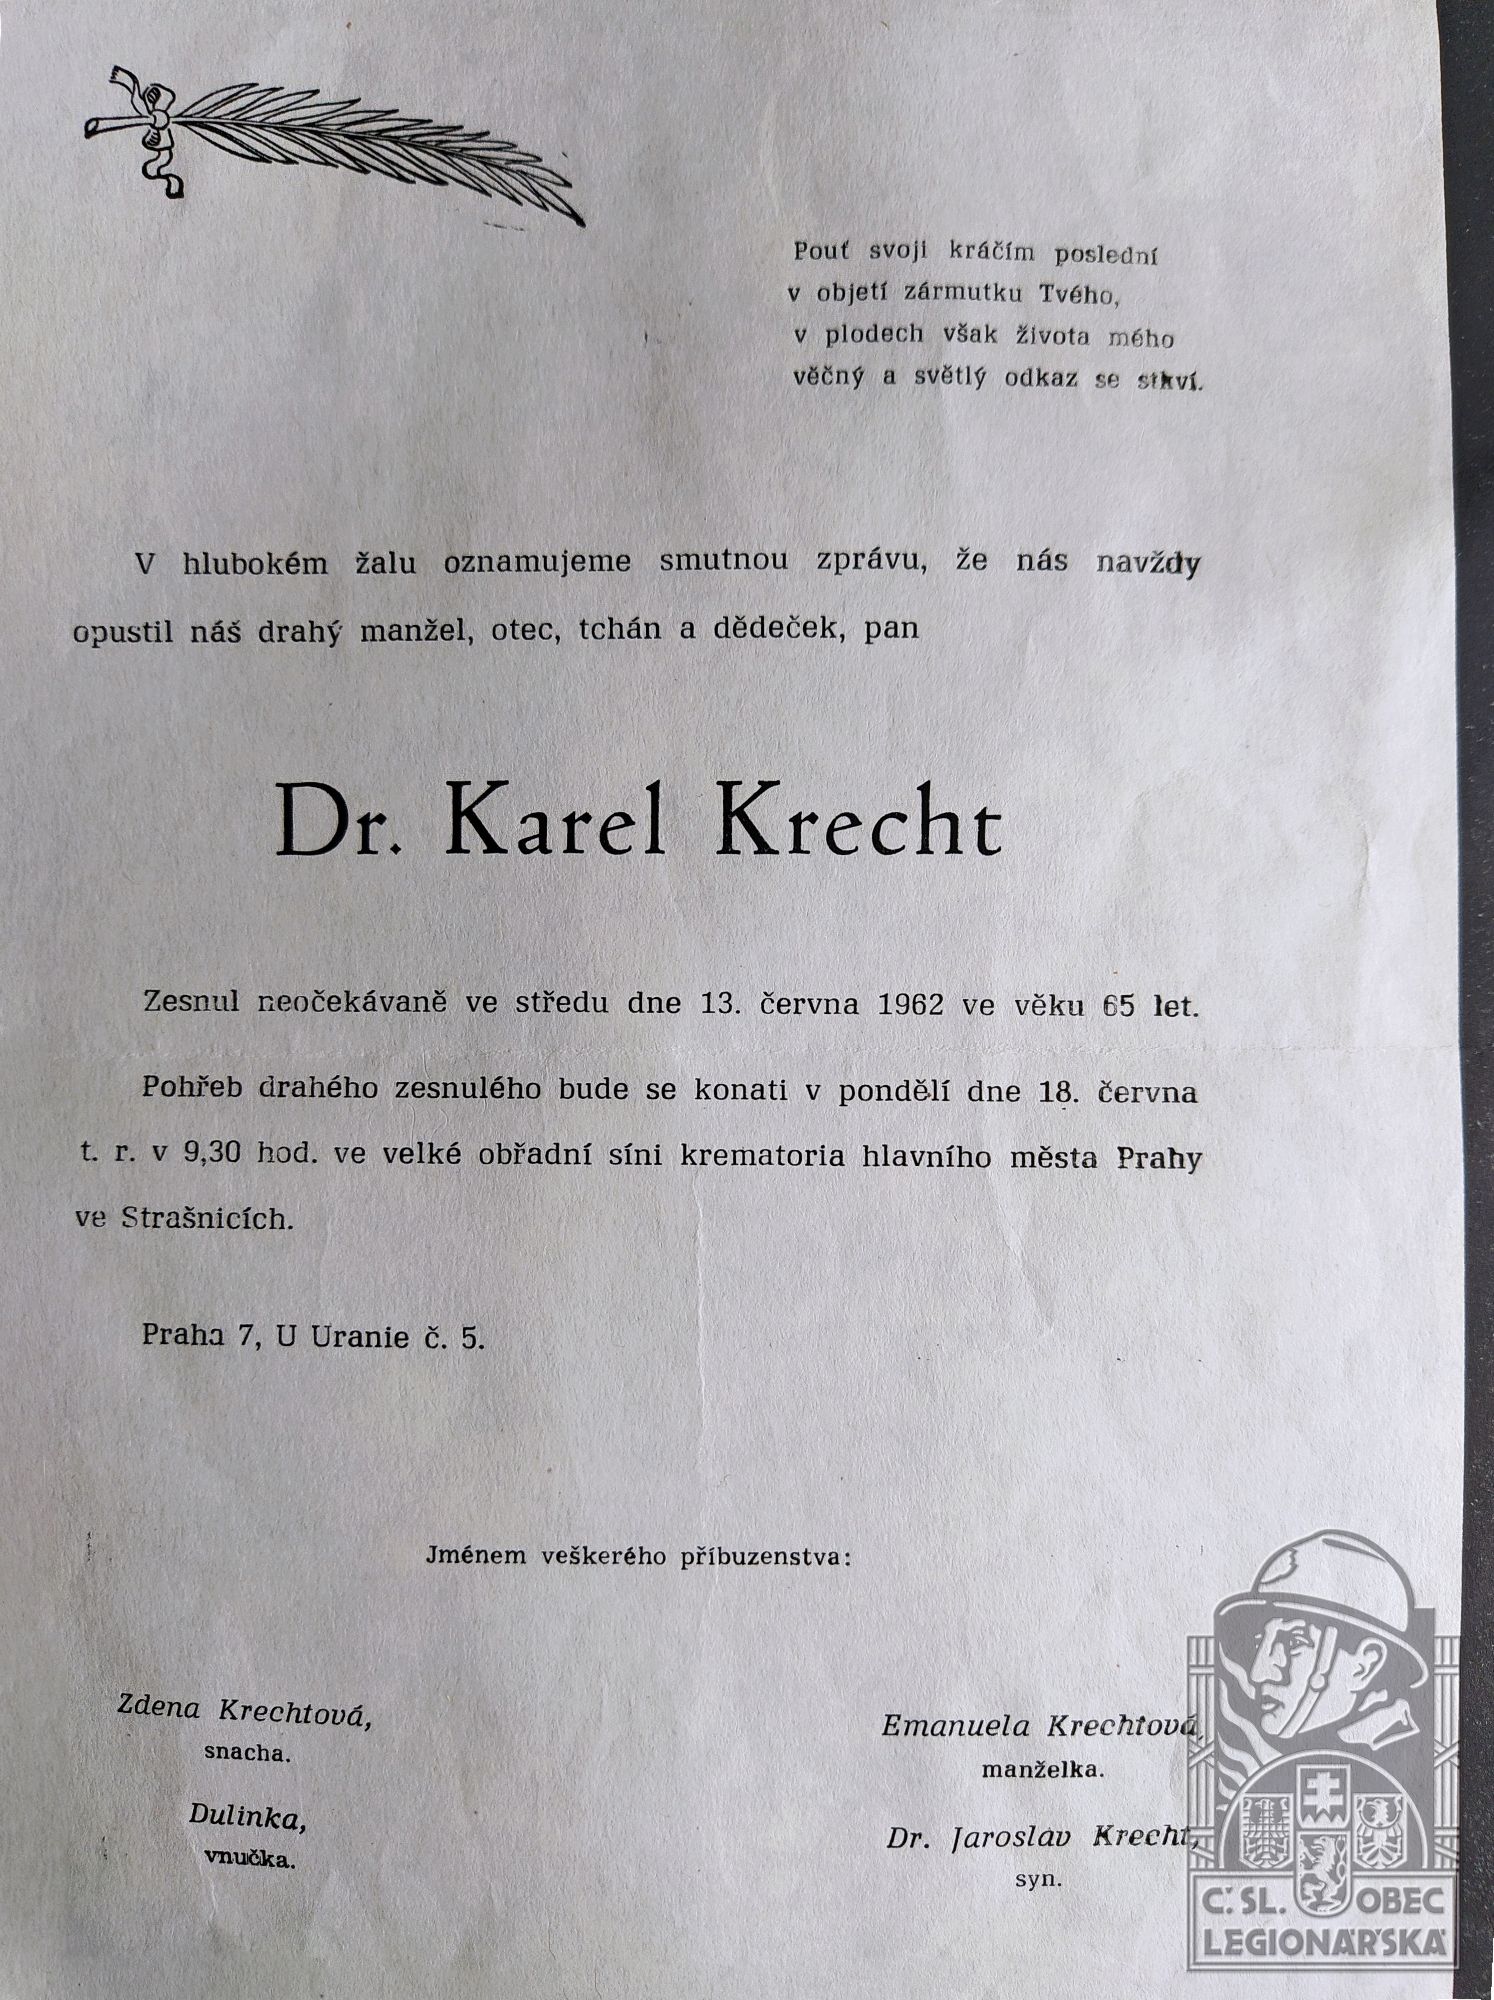 Pouť svoji kráčím poslední
v objetí zármutku Tvého,
v plodech však života mého
věčný a světlý odkaz se stkví.
V hlubokém žalu oznamujeme smutnou zprávu, že nás navždy
opustil náš drahý manžel, otec, tchán a dědeček, pan
Dr. Karel Krecht
Zesnul neočekávaně ve středu dne 13. června 1962 ve věku 65 let.
Pohřeb drahého zesnulého bude se konati v pondělí dne 18. června
t. r. v 9,30 hod. ve velké obřadní síni krematoria hlavního města Prahy
ve Strašnicích.
Praha 7, U Uranie č. 5.
Jménem veškerého příbuzenstva:
Zdena Krechtová,
snacha.
Dulinka,
vnučka.
Emanuela Krechtová,
manželka.
Dr. Jaroslav Krecht,
syn.
Č.SL. OBEC
LEGIONÁŘSKÁ